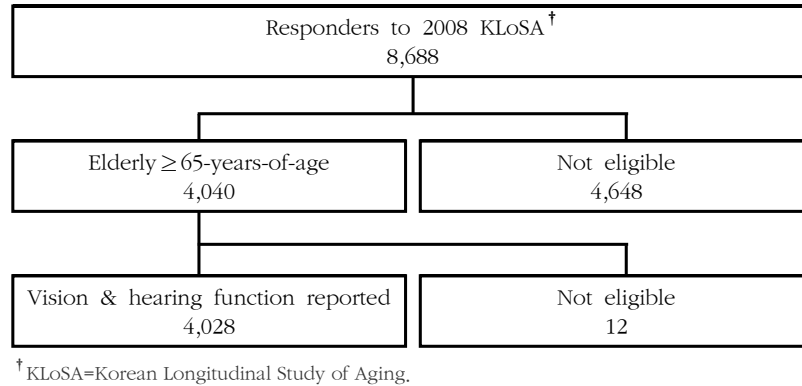 Responders to 2008 KLoSA†
8,688
Elderly ≥65-years-of-age
4,040
Not eligible
4,648
Vision & hearing function reported
4,028
Not eligible
12
†KLoSA=Korean Longitudinal Study of Aging.